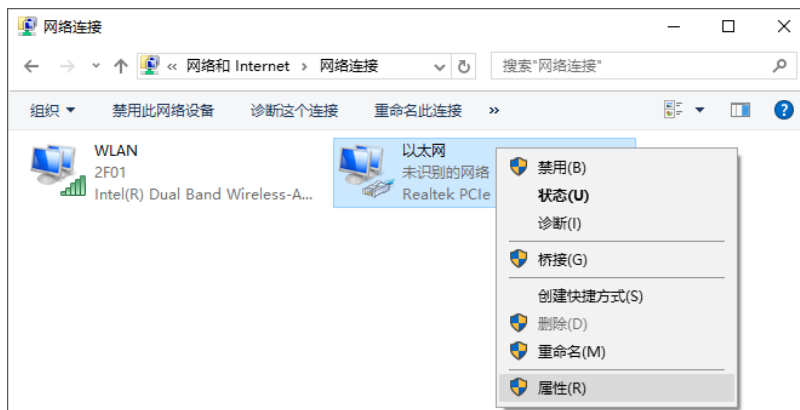 网络连接
« 网络和 Internet › 网络连接
搜索"网络连接"
组织 禁用此网络设备 诊断这个连接 重命名此连接 »
WLAN
2F01
Intel(R) Dual Band Wireless-A...
以太网
未识别的网络
Realtek PCIe
禁用(B)
状态(U)
诊断(I)
桥接(G)
创建快捷方式(S)
删除(D)
重命名(M)
属性(R)